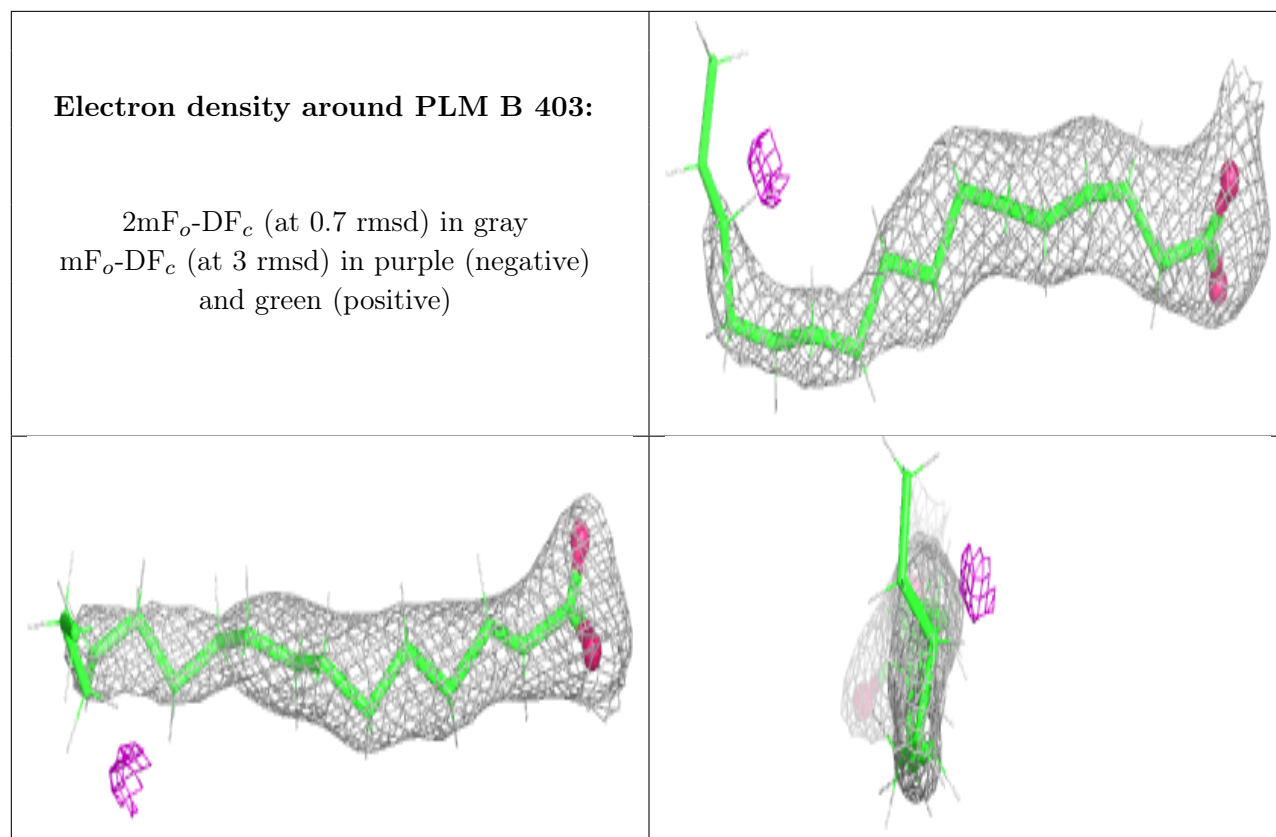 Electron density around PLM B 403:
2mFₒ-DF𝒸 (at 0.7 rmsd) in gray
mFₒ-DF𝒸 (at 3 rmsd) in purple (negative)
and green (positive)